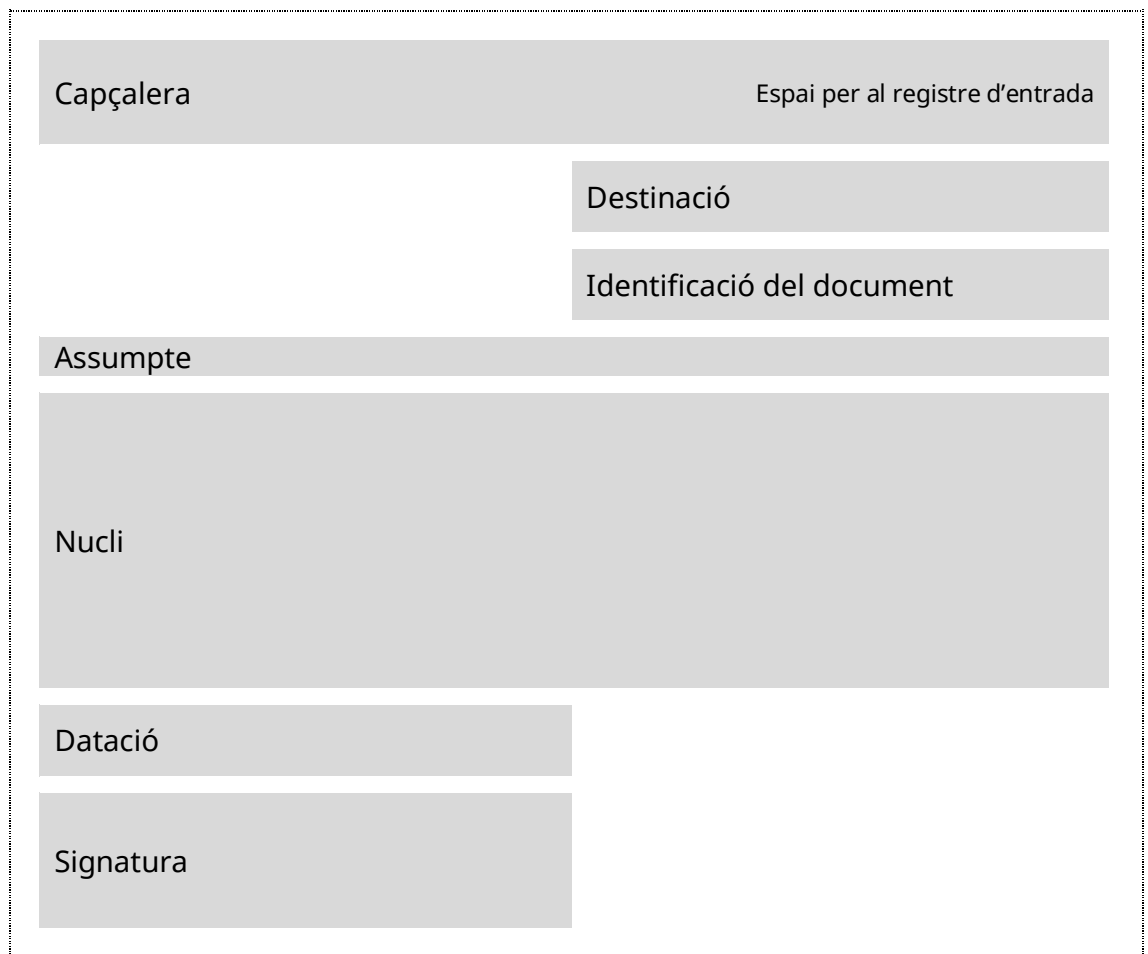 Capçalera
Espai per al registre d’entrada
Destinació
Identificació del document
Assumpte
Nucli
Datació
Signatura